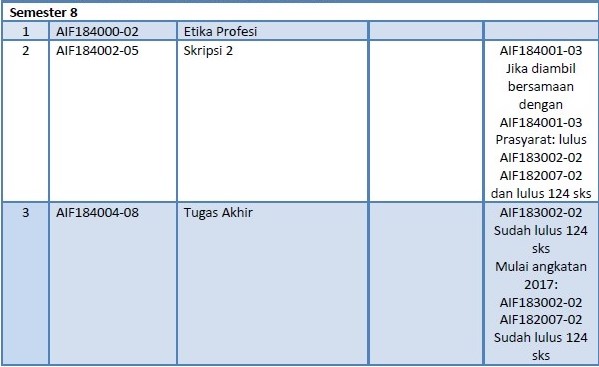 Semester 8
1 AIF184000-02 Etika Profesi
2 AIF184002-05 Skripsi 2 AIF184001-03
Jika diambil
bersamaan
dengan
AIF184001-03
Prasyarat: lulus
AIF183002-02
AIF182007-02
dan lulus 124 sks
3 AIF184004-08 Tugas Akhir AIF183002-02
Sudah lulus 124
sks
Mulai angkatan
2017:
AIF183002-02
AIF182007-02
Sudah lulus 124
sks